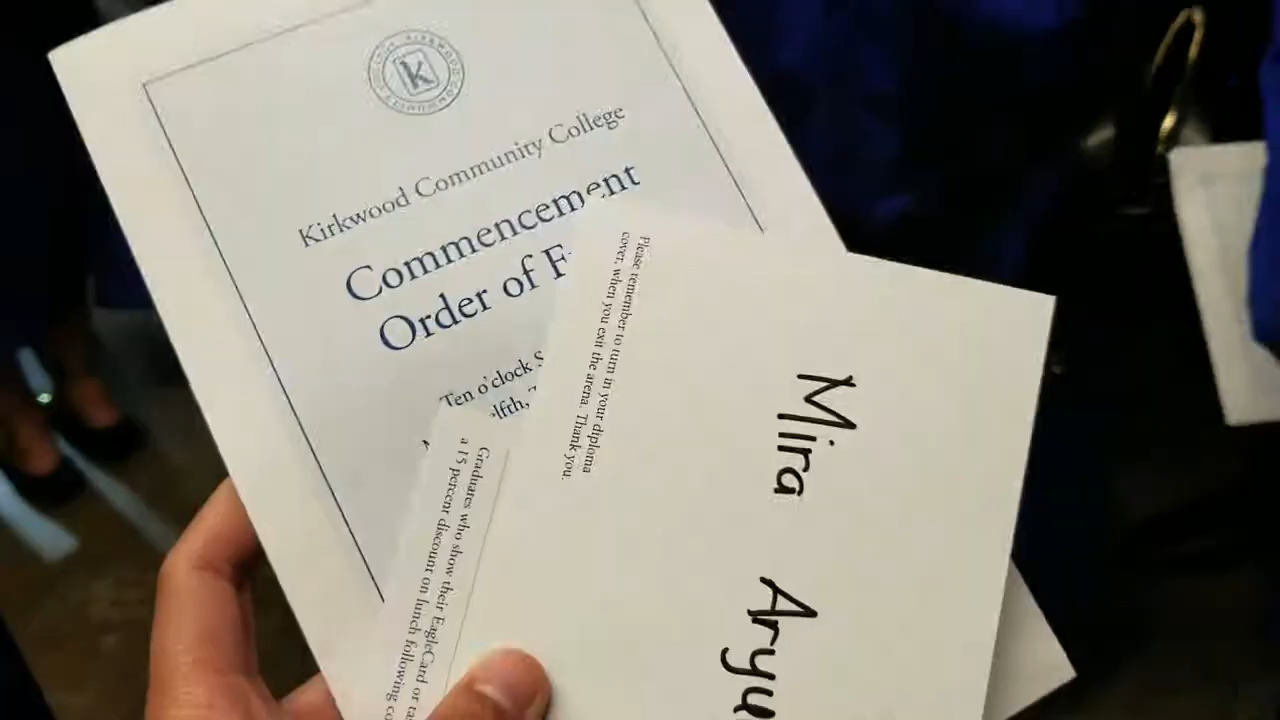 k
Kirkwood Community College
Commencement
Order of
Ten o'clock
Please remember to turn in your diploma
cover, when you exit the arena. Thank you.
Graduates who show their EagleCard or
a 15 percent discount on lunch following
Mira